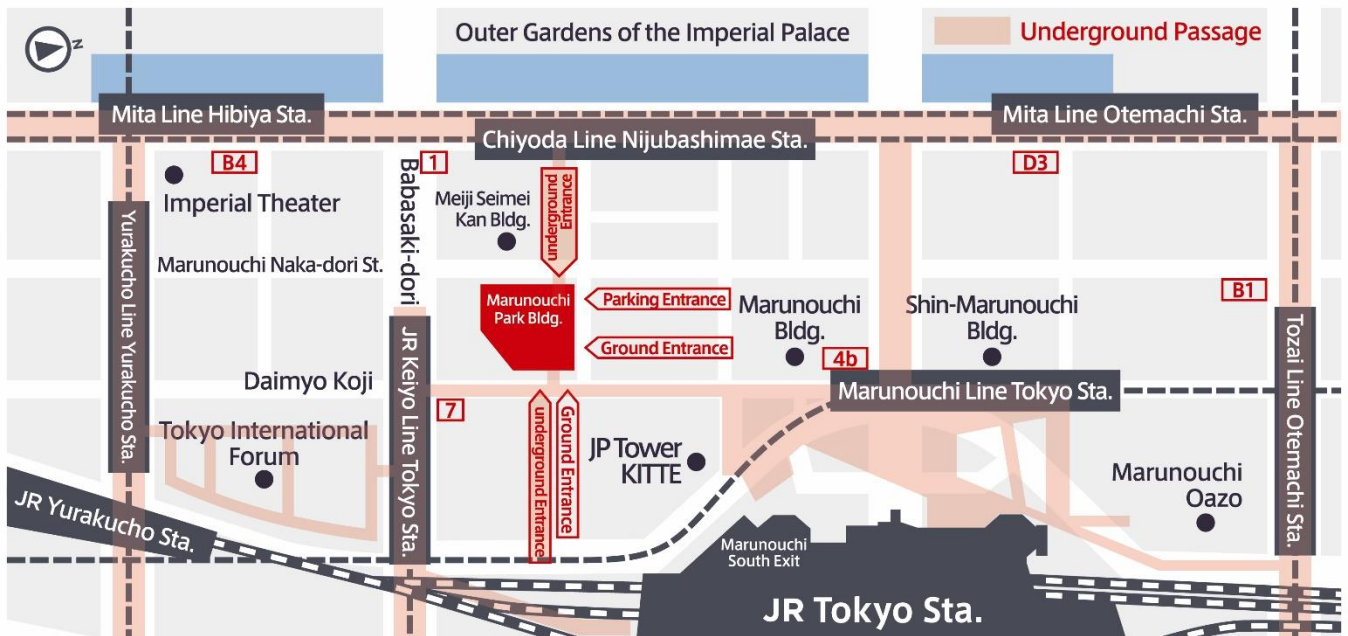 N
Outer Gardens of the Imperial Palace
Underground Passage
Mita Line Hibiya Sta.
Chiyoda Line Nijubashimae Sta.
Mita Line Otemachi Sta.
B4
1
D3
Imperial Theater
Babasaki-dori
Meiji Seimei
Kan Bldg.
underground
Entrance
Yurakucho Line Yurakucho Sta.
Marunouchi Naka-dori St.
Marunouchi
Park Bldg.
Parking Entrance
Ground Entrance
Marunouchi
Bldg.
4b
Shin-Marunouchi
Bldg.
B1
Tozai Line Otemachi Sta.
JR Keiyo Line Tokyo Sta.
Daimyo Koji
Marunouchi Line Tokyo Sta.
7
Tokyo International
Forum
underground Entrance
Ground Entrance
JP Tower
KITTE
Marunouchi
Oazo
JR Yurakucho Sta.
Marunouchi
South Exit
JR Tokyo Sta.